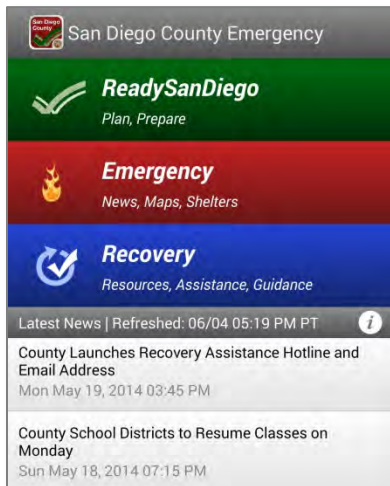 San Diego
County
San Diego County Emergency
ReadySanDiego
Plan, Prepare
Emergency
News, Maps, Shelters
Recovery
Resources, Assistance, Guidance
Latest News | Refreshed: 06/04 05:19 PM PT
i
County Launches Recovery Assistance Hotline and
Email Address
Mon May 19, 2014 03:45 PM
County School Districts to Resume Classes on
Monday
Sun May 18, 2014 07:15 PM